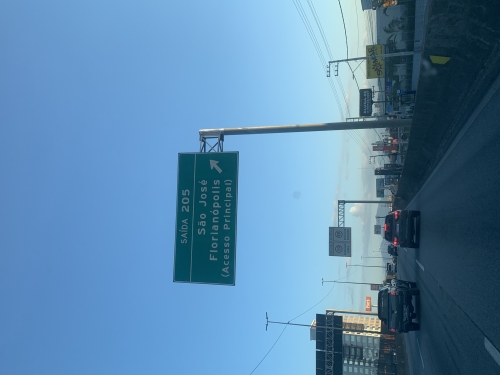 SAÍDA 205
São José
Florianópolis
(Acesso Principal)